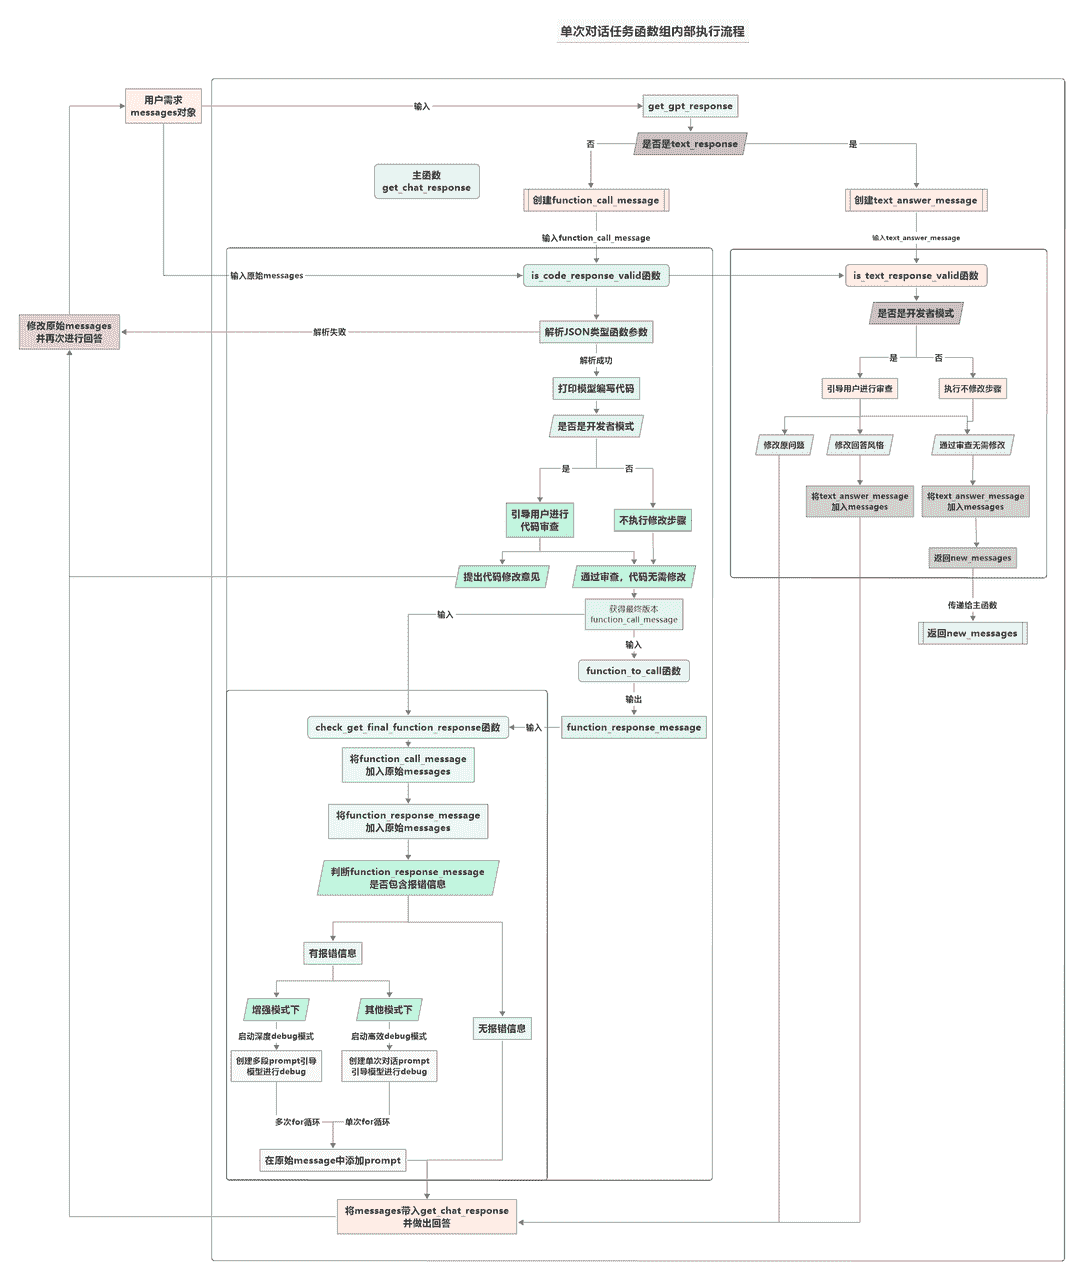 单次对话任务函数组内部执行流程
用户需求
messages对象
输入
get_gpt_response
是否是text_response
否
是
主函数
get_chat_response
创建function_call_message
创建text_answer_message
输入function_call_message
输入text_answer_message
输入原始messages
is_code_response_valid函数
is_text_response_valid函数
是否是开发者模式
修改原始messages
并再次进行回答
解析失败
解析JSON类型函数参数
解析成功
是
否
打印模型编写代码
引导用户进行审查
执行不修改步骤
是否是开发者模式
修改原问题
修改回答风格
通过审查无需修改
是
否
将text_answer_message
加入messages
将text_answer_message
加入messages
引导用户进行
代码审查
不执行修改步骤
返回new_messages
提出代码修改意见
通过审查，代码无需修改
传递给主函数
输入
获得最终版本
function_call_message
返回new_messages
输入
function_to_call函数
输出
check_get_final_function_response函数
输入
function_response_message
将function_call_message
加入原始messages
将function_response_message
加入原始messages
判断function_response_message
是否包含报错信息
有报错信息
增强模式下
其他模式下
无报错信息
启动深度debug模式
启动高效debug模式
创建多段prompt引导
模型进行debug
创建单次对话prompt
引导模型进行debug
多次for循环
单次for循环
在原始message中添加prompt
将messages带入get_chat_response
并做出回答